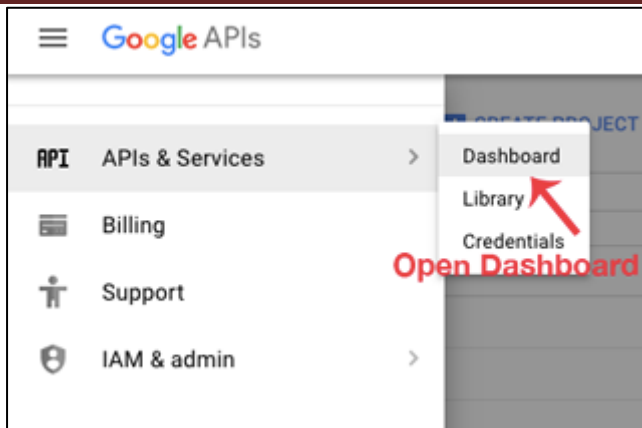 Google APIs
CREATE PROJECT
API APIs & Services
Dashboard
Library
Credentials
Open Dashboard
Billing
Support
IAM & admin